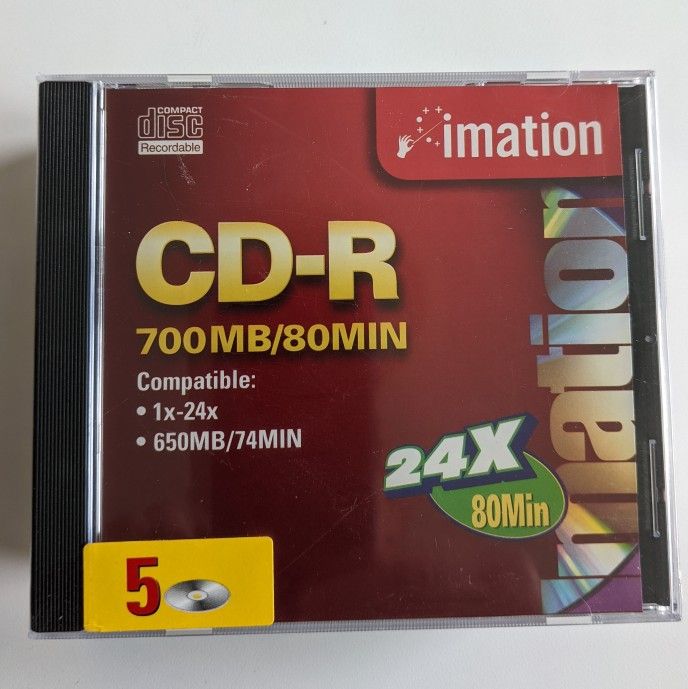 COMPACT
disc
Recordable
imation
CD-R
700MB/80MIN
Compatible:
• 1x-24x
• 650MB/74MIN
24X
80Min
imation
5